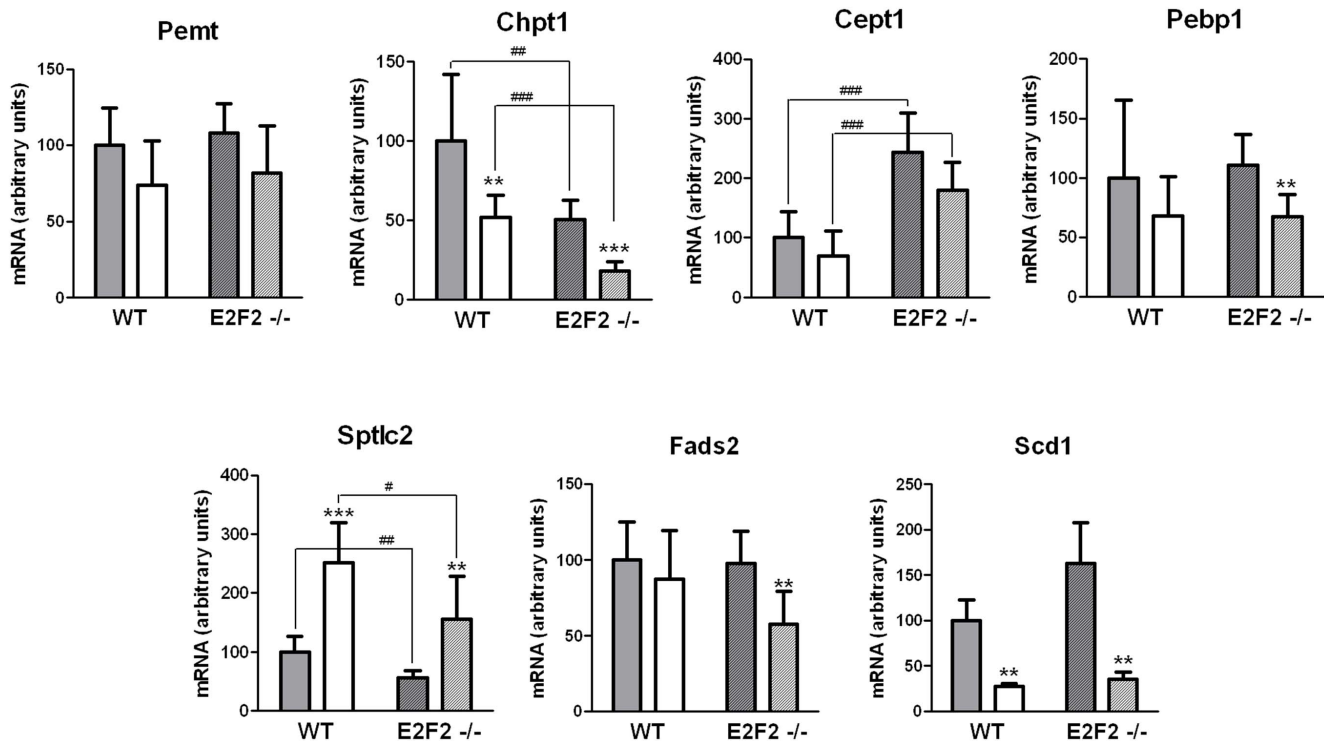 Pemt
mRNA (arbitrary units)
150
100
50
0
WT
E2F2 -/-
Chpt1
mRNA (arbitrary units)
150
100
50
0
##
###
**
***
WT
E2F2 -/-
Cept1
mRNA (arbitrary units)
400
300
200
100
0
###
###
WT
E2F2 -/-
Pebp1
mRNA (arbitrary units)
200
150
100
50
0
**
WT
E2F2 -/-
Sptlc2
mRNA (arbitrary units)
400
300
200
100
0
#
***
##
**
WT
E2F2 -/-
Fads2
mRNA (arbitrary units)
150
100
50
0
**
WT
E2F2 -/-
Scd1
mRNA (arbitrary units)
250
200
150
100
50
0
**
**
WT
E2F2 -/-